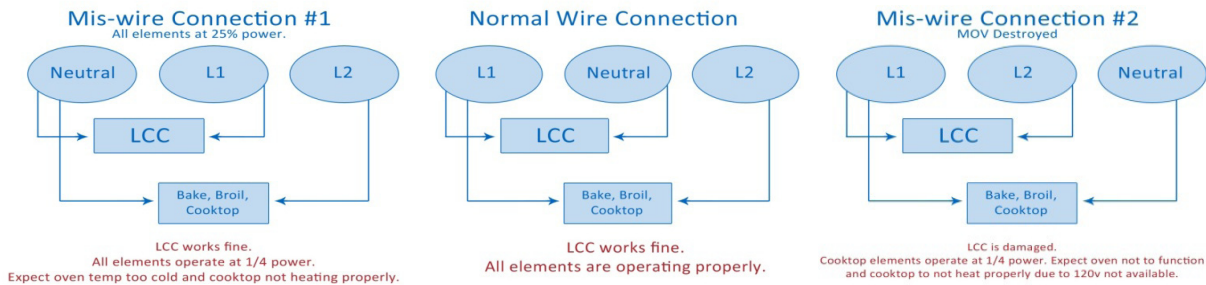 Mis-wire Connection #1
All elements at 25% power.
Neutral
L1
L2
LCC
Bake, Broil,
Cooktop
LCC works fine.
All elements operate at 1/4 power.
Expect oven temp too cold and cooktop not heating properly.
Normal Wire Connection
L1
Neutral
L2
LCC
Bake, Broil,
Cooktop
LCC works fine.
All elements are operating properly.
Mis-wire Connection #2
MOV Destroyed
L1
L2
Neutral
LCC
Bake, Broil,
Cooktop
LCC is damaged.
Cooktop elements operate at 1/4 power. Expect oven not to function
and cooktop to not heat properly due to 120v not available.